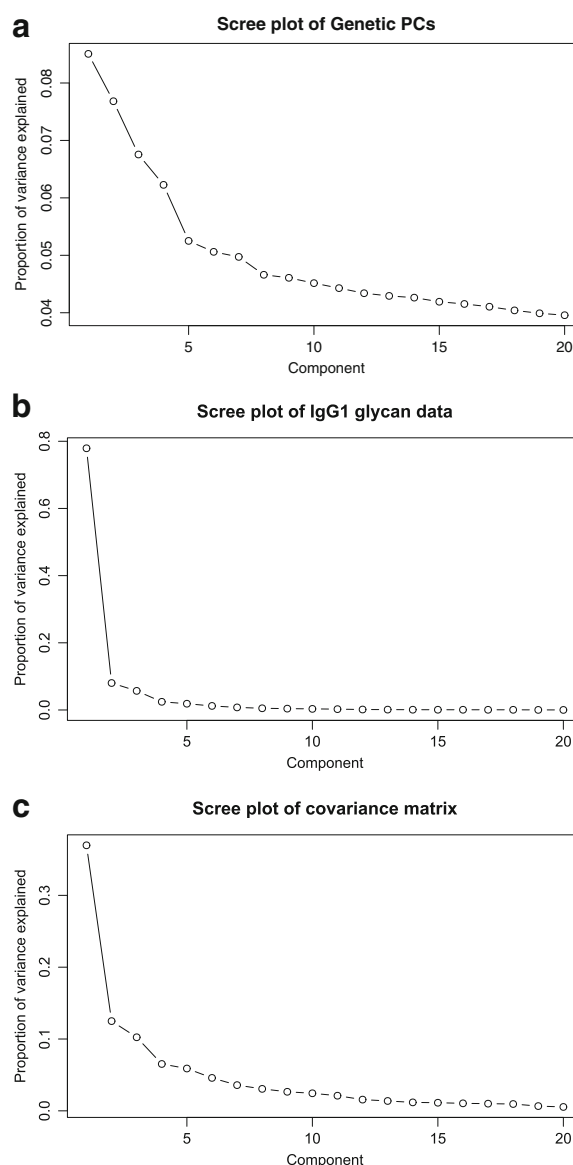 a
Scree plot of Genetic PCs
Proportion of variance explained
0.08
0.07
0.06
0.05
0.04
5 10 15 20
Component
b
Scree plot of IgG1 glycan data
Proportion of variance explained
0.8
0.6
0.4
0.2
0.0
5 10 15 20
Component
c
Scree plot of covariance matrix
Proportion of variance explained
0.3
0.2
0.1
0.0
5 10 15 20
Component